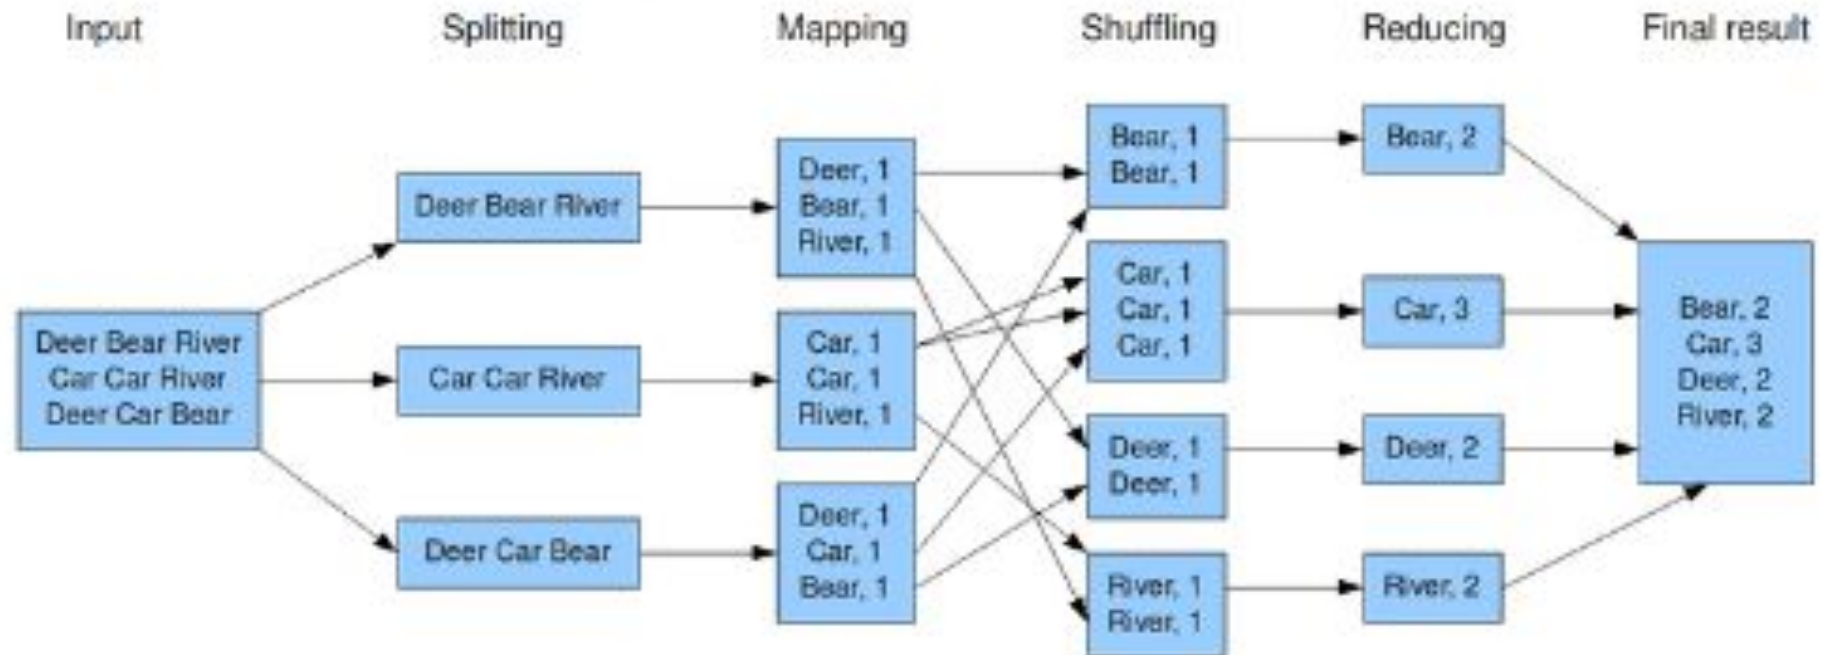 Input
Splitting
Mapping
Shuffling
Reducing
Final result
Deer Bear River
Car Car River
Deer Car Bear
Deer Bear River
Car Car River
Deer Car Bear
Deer, 1
Bear, 1
River, 1
Car, 1
Car, 1
River, 1
Deer, 1
Car, 1
Bear, 1
Bear, 1
Bear, 1
Car, 1
Car, 1
Car, 1
Deer, 1
Deer, 1
River, 1
River, 1
Bear, 2
Car, 3
Deer, 2
River, 2
Bear, 2
Car, 3
Deer, 2
River, 2